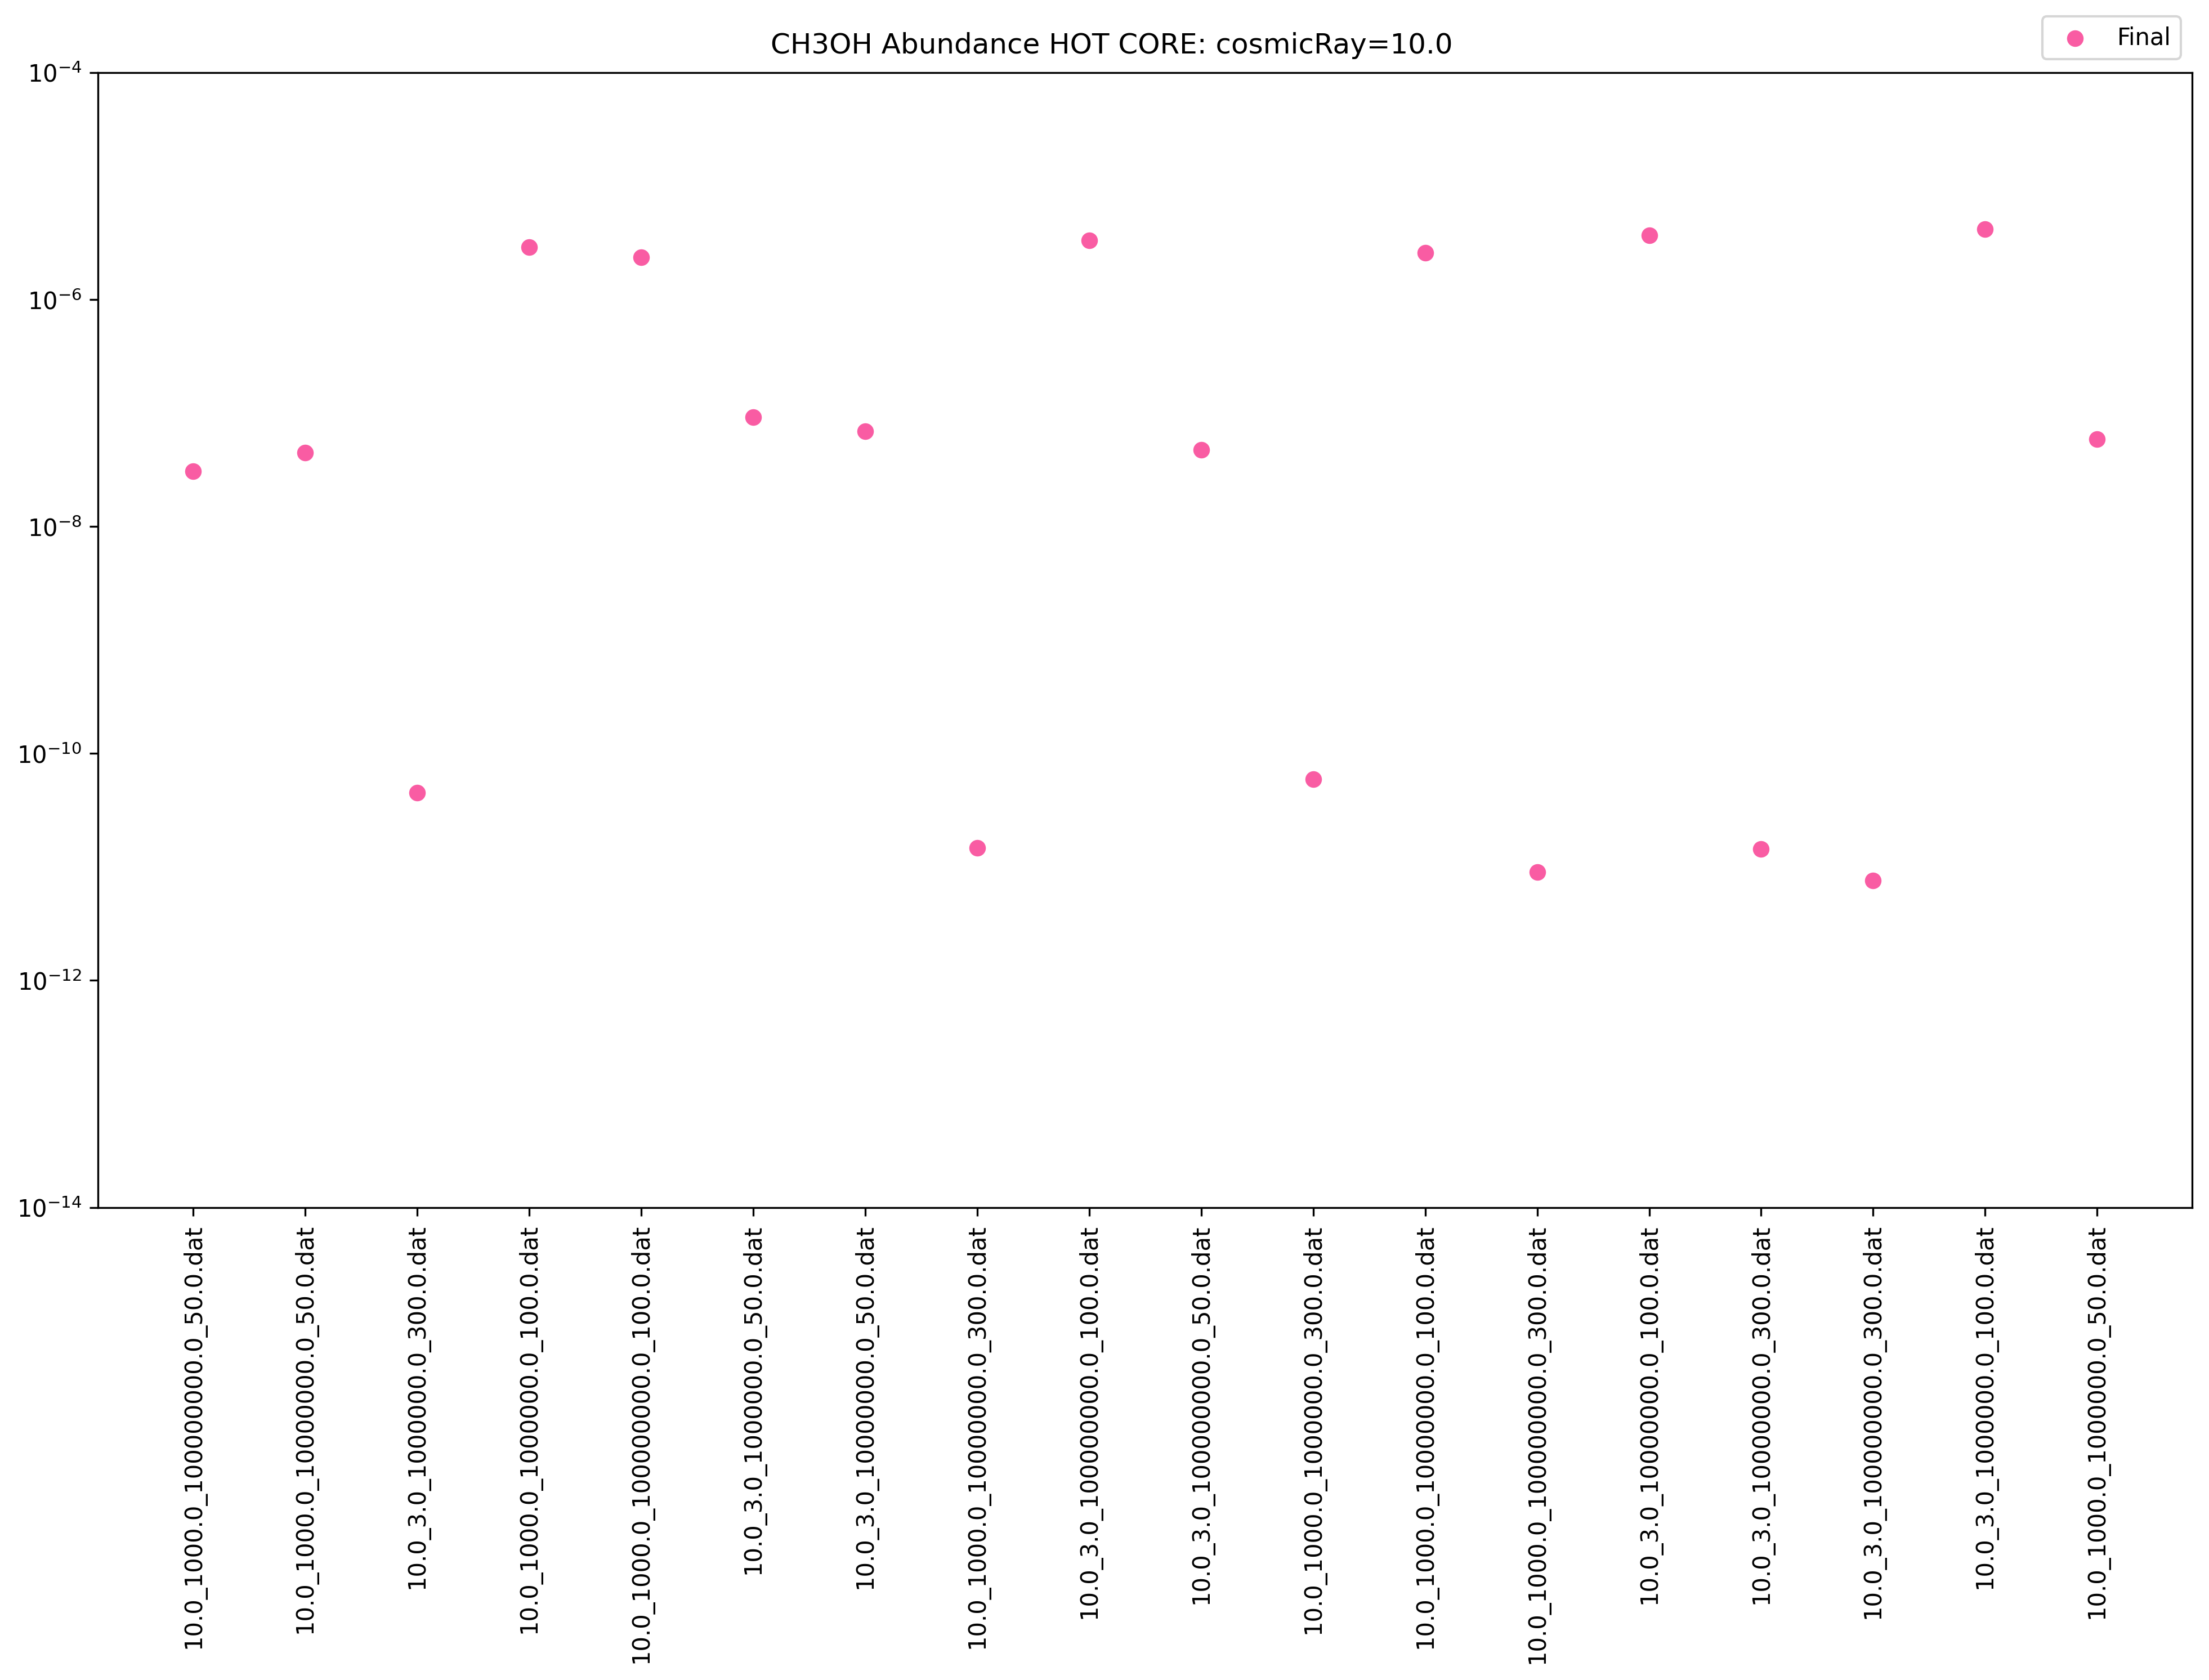 CH3OH Abundance HOT CORE: cosmicRay=10.0
Final
10⁻⁴
10⁻⁶
10⁻⁸
10⁻¹⁰
10⁻¹²
10⁻¹⁴
10.0_1000.0_100000000.0_50.0.dat
10.0_1000.0_10000000.0_50.0.dat
10.0_3.0_1000000.0_300.0.dat
10.0_1000.0_1000000.0_100.0.dat
10.0_1000.0_100000000.0_100.0.dat
10.0_3.0_1000000.0_50.0.dat
10.0_3.0_10000000.0_50.0.dat
10.0_1000.0_10000000.0_300.0.dat
10.0_3.0_100000000.0_100.0.dat
10.0_3.0_100000000.0_50.0.dat
10.0_1000.0_1000000.0_300.0.dat
10.0_1000.0_10000000.0_100.0.dat
10.0_1000.0_100000000.0_300.0.dat
10.0_3.0_10000000.0_100.0.dat
10.0_3.0_10000000.0_300.0.dat
10.0_3.0_100000000.0_300.0.dat
10.0_3.0_1000000.0_100.0.dat
10.0_1000.0_1000000.0_50.0.dat